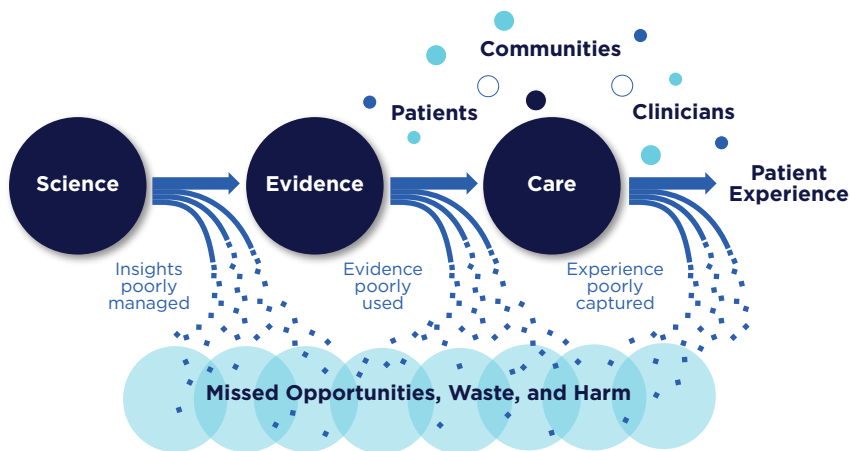 Communities
Patients
Clinicians
Science
Evidence
Care
Patient
Experience
Insights
poorly
managed
Evidence
poorly
used
Experience
poorly
captured
Missed Opportunities, Waste, and Harm